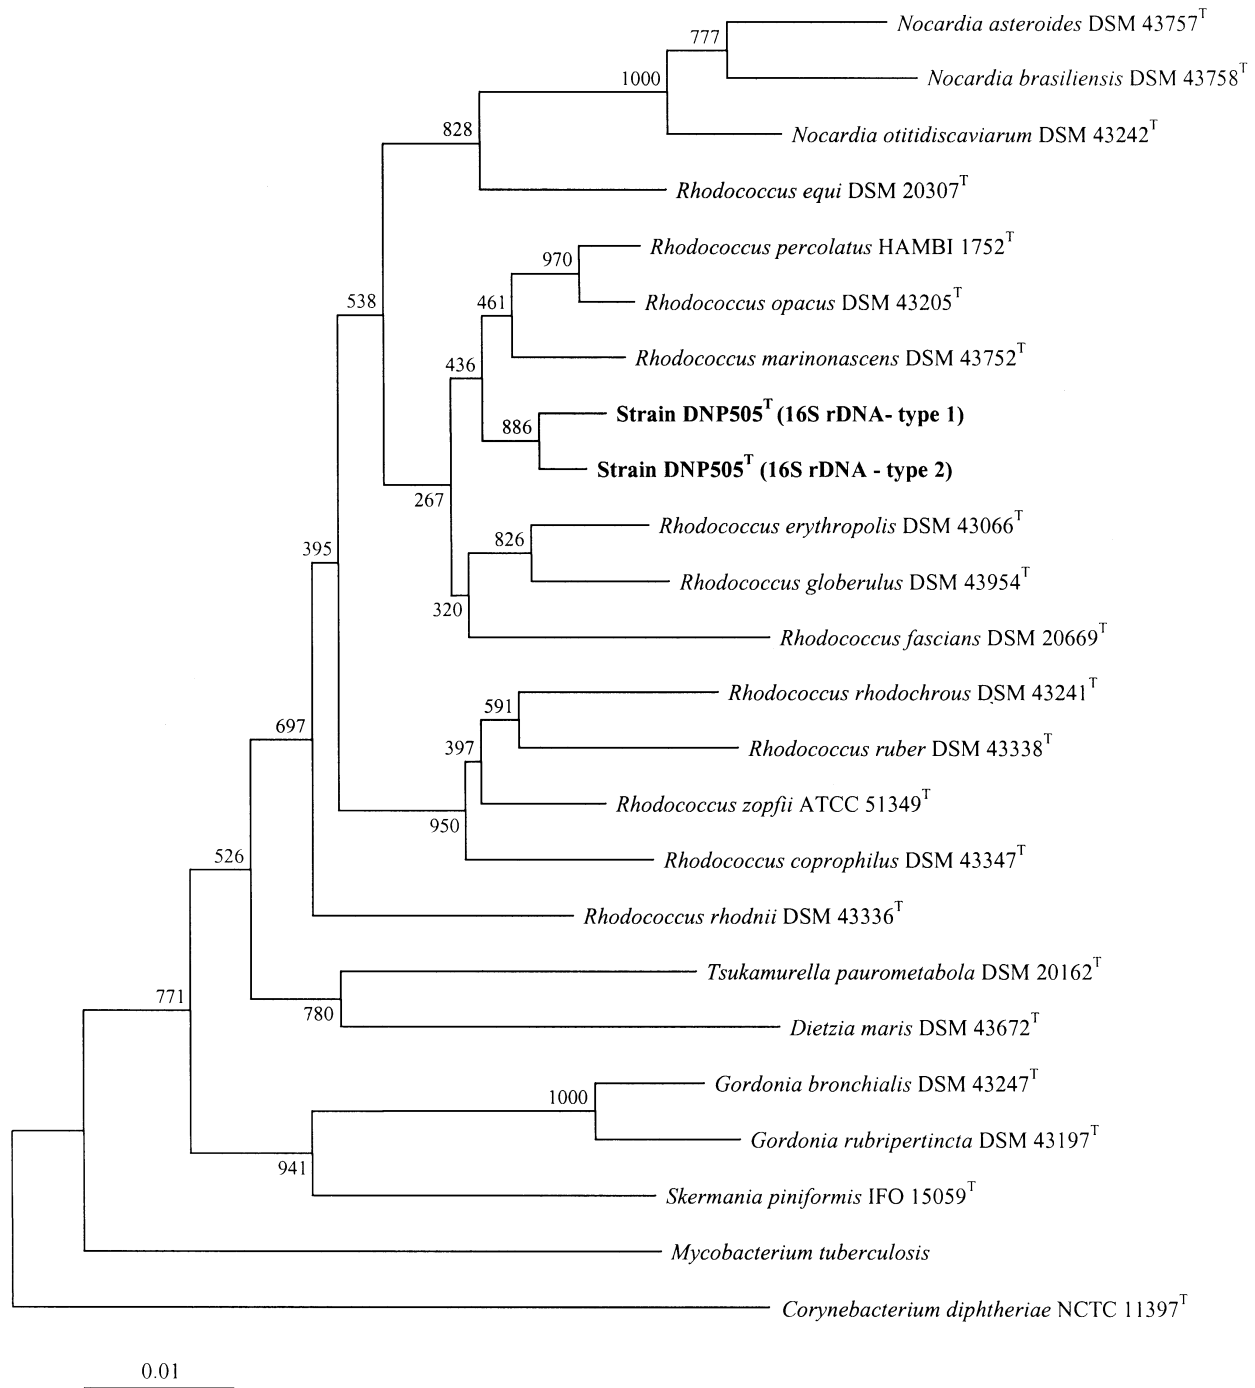 Nocardia asteroides DSM 43757T
777
Nocardia brasiliensis DSM 43758T
1000
Nocardia otitidiscaviarum DSM 43242T
828
Rhodococcus equi DSM 20307T
Rhodococcus percolatus HAMBI 1752T
970
Rhodococcus opacus DSM 43205T
538
461
Rhodococcus marinonascens DSM 43752T
436
Strain DNP505T (16S rDNA- type 1)
886
Strain DNP505T (16S rDNA - type 2)
267
Rhodococcus erythropolis DSM 43066T
826
395
Rhodococcus globerulus DSM 43954T
320
Rhodococcus fascians DSM 20669T
Rhodococcus rhodochrous DSM 43241T
591
697
Rhodococcus ruber DSM 43338T
397
Rhodococcus zopfii ATCC 51349T
950
526
Rhodococcus coprophilus DSM 43347T
Rhodococcus rhodnii DSM 43336T
Tsukamurella paurometabola DSM 20162T
771
780
Dietzia maris DSM 43672T
Gordonia bronchialis DSM 43247T
1000
Gordonia rubripertincta DSM 43197T
941
Skermania piniformis IFO 15059T
Mycobacterium tuberculosis
Corynebacterium diphtheriae NCTC 11397T
0.01